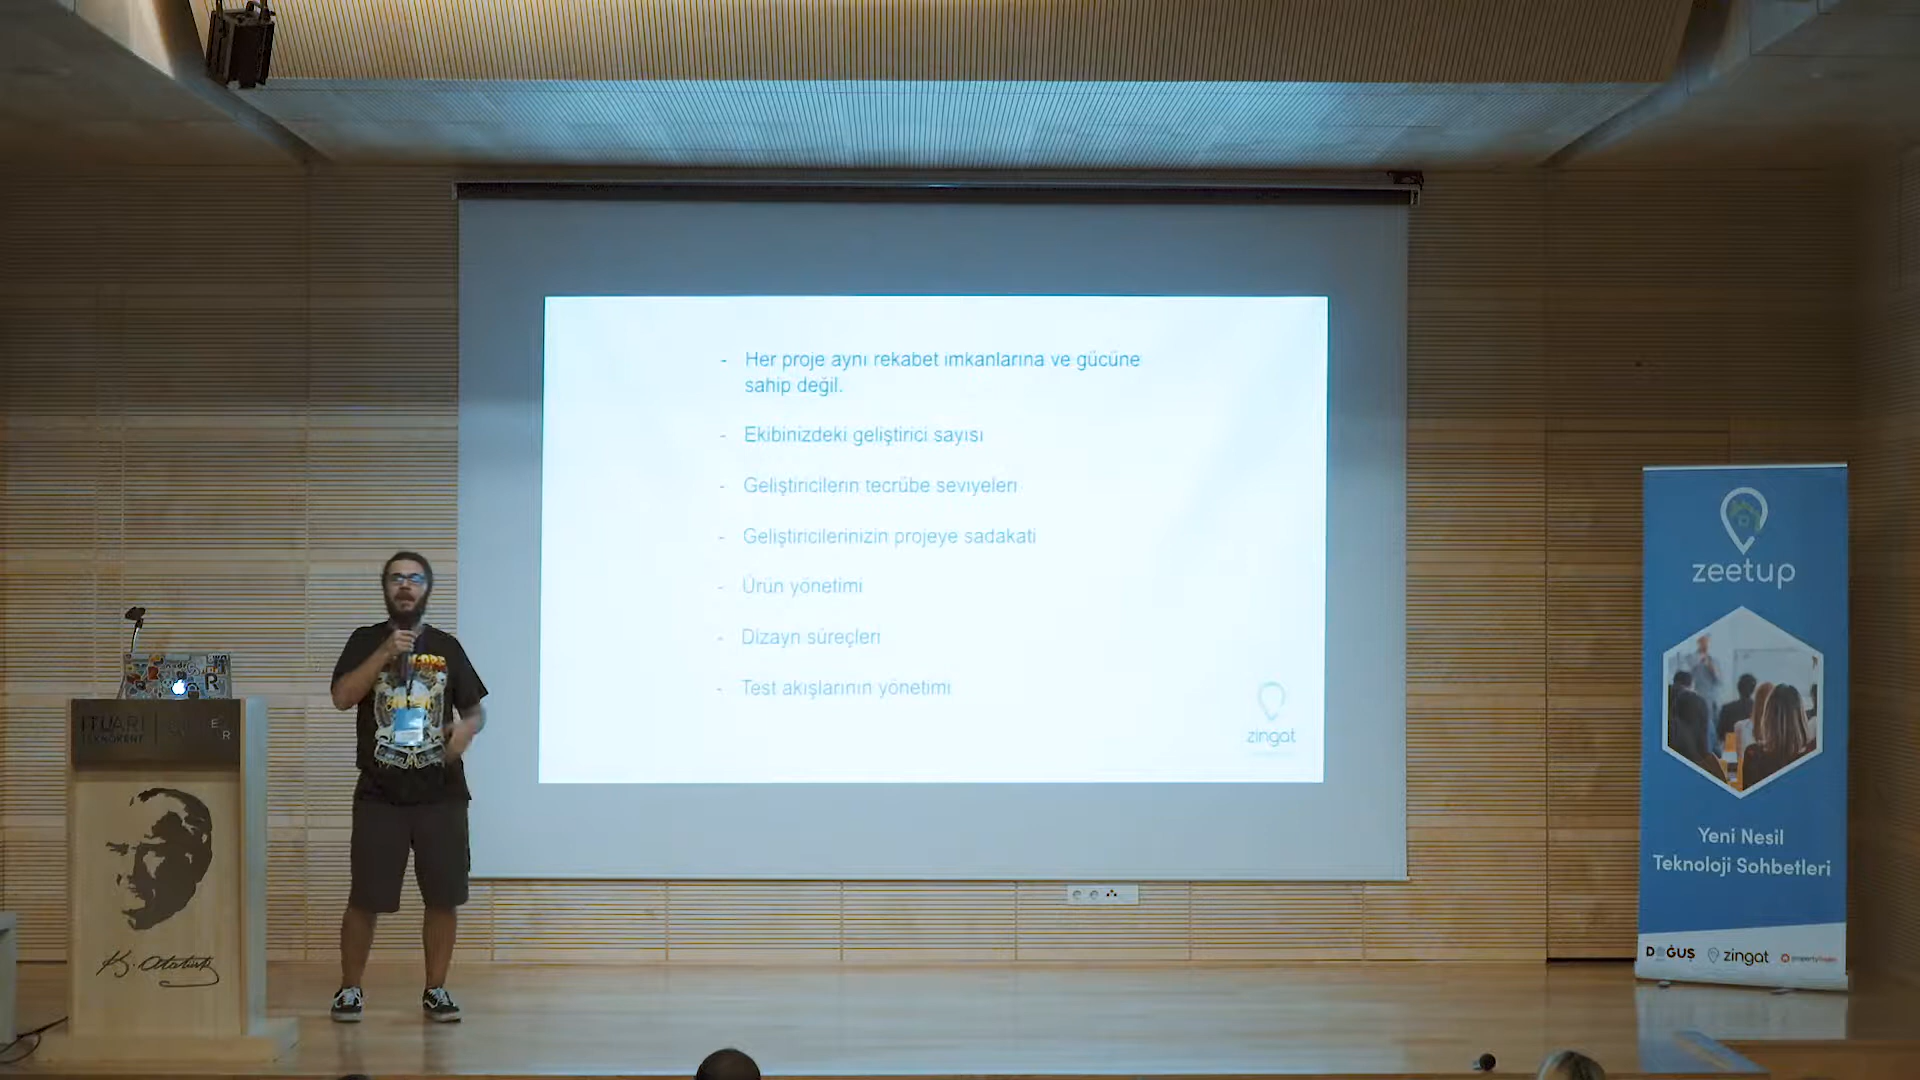 - Her proje aynı rekabet imkanlarına ve gücüne
sahip değil.
- Ekibinizdeki geliştirici sayısı
- Geliştiricilerin tecrübe seviyeleri
- Geliştiricilerinizin projeye sadakati
- Ürün yönetimi
- Dizayn süreçleri
- Test akışlarının yönetimi
zingat
ITUARI
TEKNOKENT
K. Atatürk
zeetup
Yeni Nesil
Teknoloji Sohbetleri
DOĞUŞ zingat